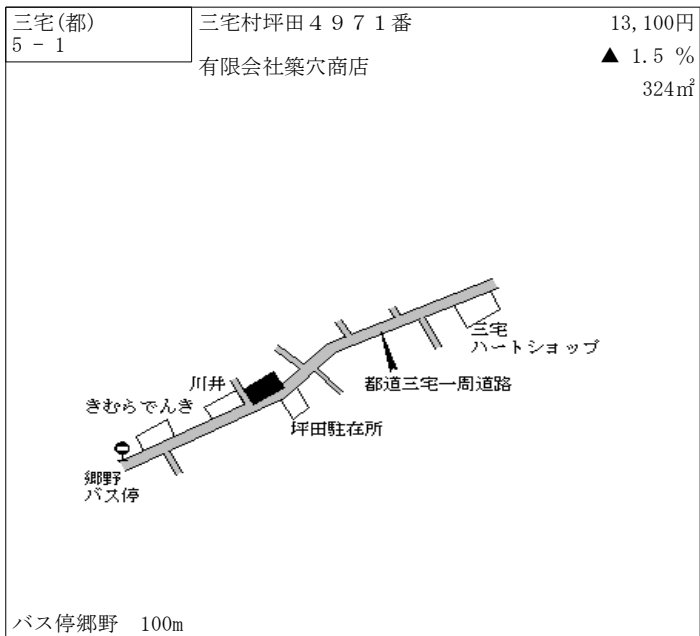 三宅(都)
5 - 1
三宅村坪田４９７１番
有限会社築穴商店
13,100円
▲ 1.5 %
324㎡
三宅
ハートショップ
都道三宅一周道路
川井
きむらでんき
坪田駐在所
郷野
バス停
バス停郷野　100m